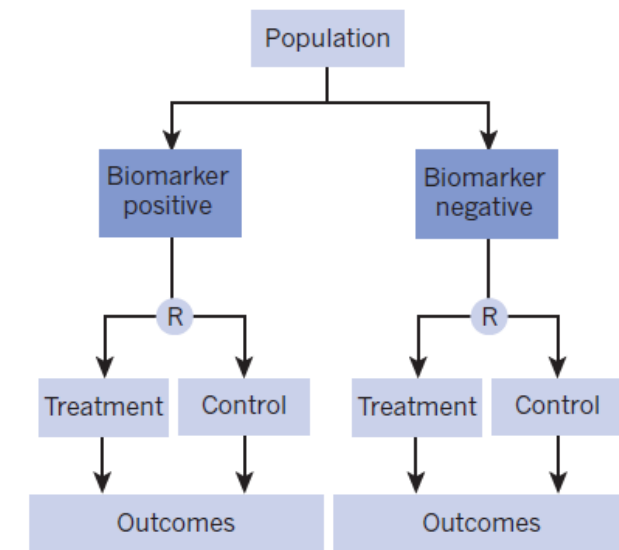 Population
Biomarker
positive
Biomarker
negative
R
R
Treatment
Control
Treatment
Control
Outcomes
Outcomes